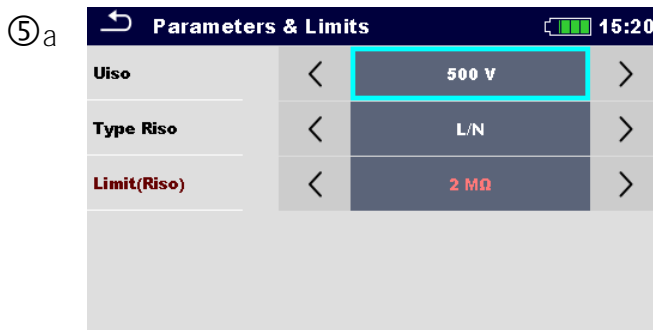 ⑤a
Parameters & Limits 15:20
Uiso < 500 V >
Type Riso < L/N >
Limit(Riso) < 2 MΩ >